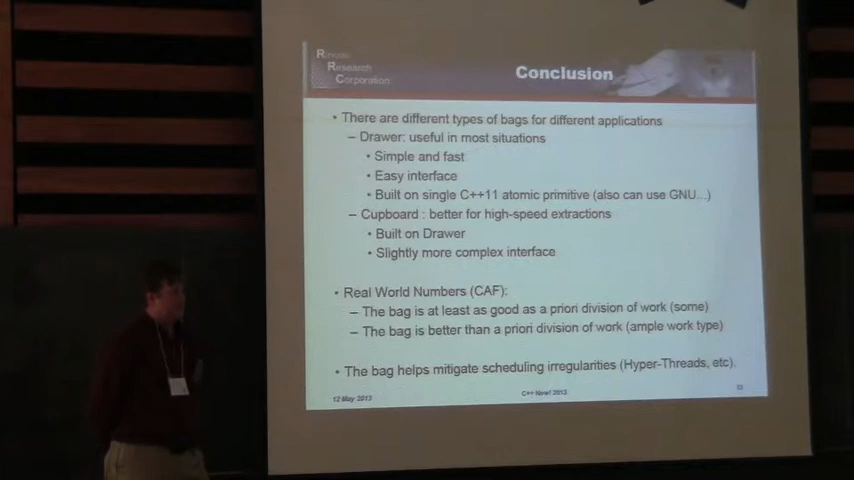 Rincon
Research
Corporation
Conclusion
• There are different types of bags for different applications
– Drawer: useful in most situations
• Simple and fast
• Easy interface
• Built on single C++11 atomic primitive (also can use GNU...)
– Cupboard : better for high-speed extractions
• Built on Drawer
• Slightly more complex interface
• Real World Numbers (CAF):
– The bag is at least as good as a priori division of work (some)
– The bag is better than a priori division of work (ample work type)
• The bag helps mitigate scheduling irregularities (Hyper-Threads, etc).
12 May 2013
C++ Now! 2013